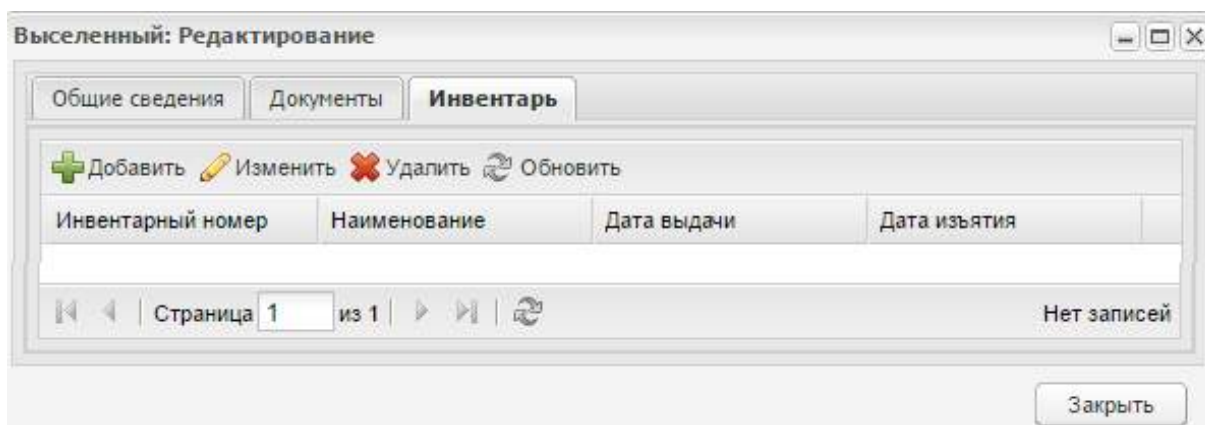 Выселенный: Редактирование
Общие сведения Документы Инвентарь
Добавить Изменить Удалить Обновить
Инвентарный номер Наименование Дата выдачи Дата изъятия
Страница 1 из 1 Нет записей
Закрыть